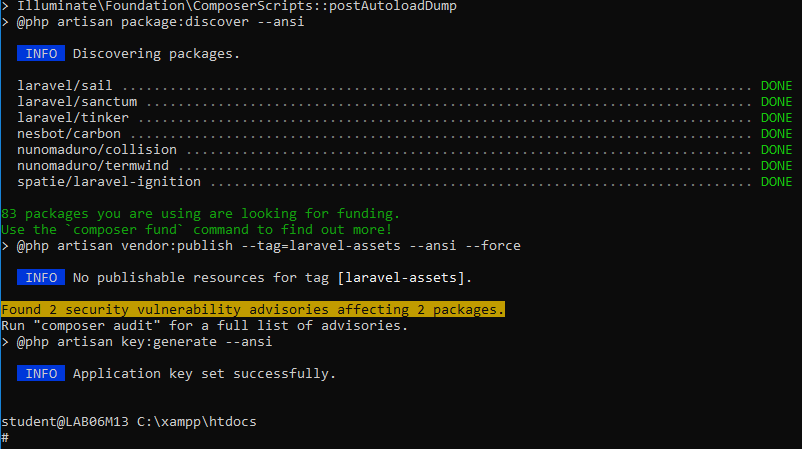 > Illuminate\Foundation\ComposerScripts::postAutoloadDump
> @php artisan package:discover --ansi
INFO Discovering packages.
laravel/sail ............................................................................... DONE
laravel/sanctum ............................................................................ DONE
laravel/tinker ............................................................................. DONE
nesbot/carbon .............................................................................. DONE
nunomaduro/collision ....................................................................... DONE
nunomaduro/termwind ........................................................................ DONE
spatie/laravel-ignition .................................................................... DONE
83 packages you are using are looking for funding.
Use the `composer fund` command to find out more!
> @php artisan vendor:publish --tag=laravel-assets --ansi --force
INFO No publishable resources for tag [laravel-assets].
Found 2 security vulnerability advisories affecting 2 packages.
Run "composer audit" for a full list of advisories.
> @php artisan key:generate --ansi
INFO Application key set successfully.
student@LAB06M13 C:\xampp\htdocs
#